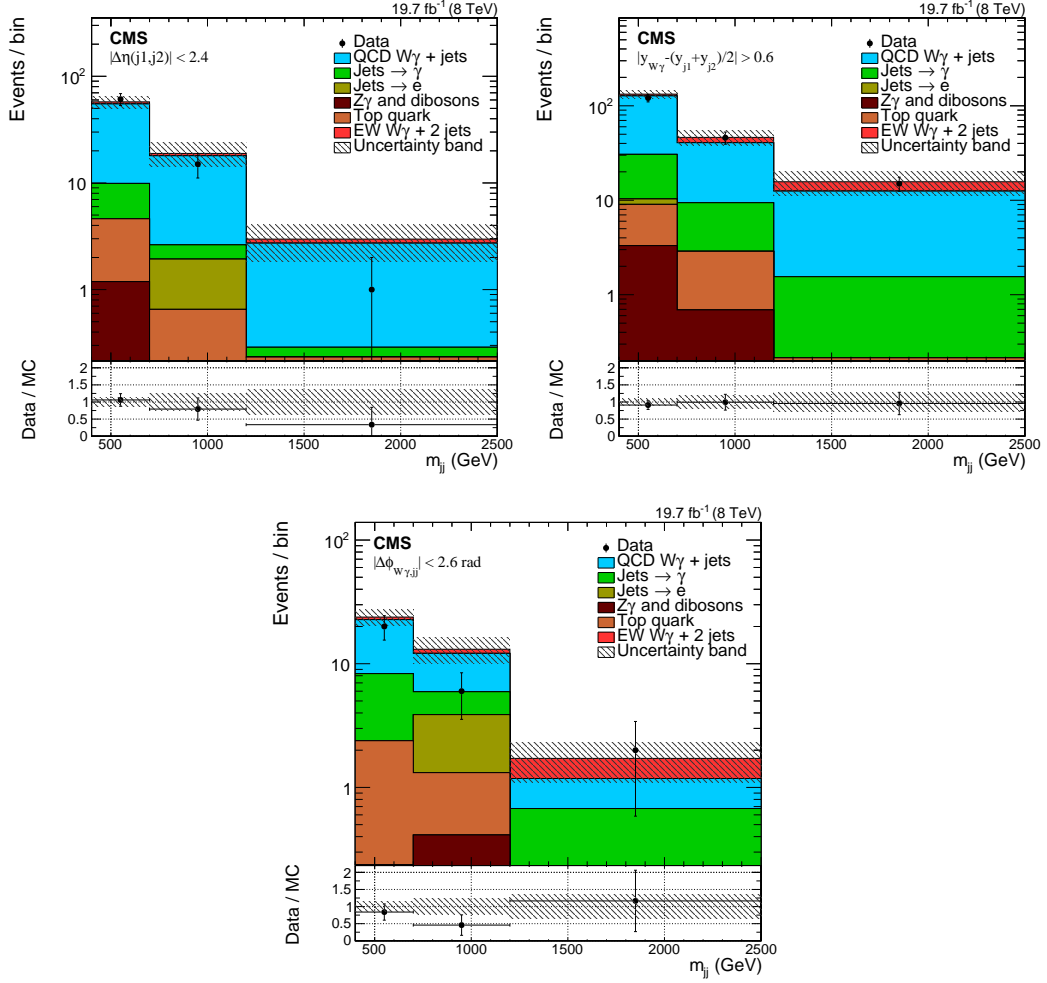 19.7 fb⁻¹ (8 TeV)
CMS
|Δη(j1,j2)| < 2.4
Events / bin
Data
QCD Wγ + jets
Jets → γ
Jets → e
Zγ and dibosons
Top quark
EW Wγ + 2 jets
Uncertainty band
10²
10
1
Data / MC
2
1.5
1
0.5
0
500 1000 1500 2000 2500
m_jj (GeV)
19.7 fb⁻¹ (8 TeV)
CMS
|y_Wγ-(y_j1+y_j2)/2| > 0.6
Events / bin
Data
QCD Wγ + jets
Jets → γ
Jets → e
Zγ and dibosons
Top quark
EW Wγ + 2 jets
Uncertainty band
10²
10
1
Data / MC
2
1.5
1
0.5
0
500 1000 1500 2000 2500
m_jj (GeV)
19.7 fb⁻¹ (8 TeV)
CMS
|Δϕ_Wγ,jj| < 2.6 rad
Events / bin
Data
QCD Wγ + jets
Jets → γ
Jets → e
Zγ and dibosons
Top quark
EW Wγ + 2 jets
Uncertainty band
10²
10
1
Data / MC
2
1.5
1
0.5
0
500 1000 1500 2000 2500
m_jj (GeV)